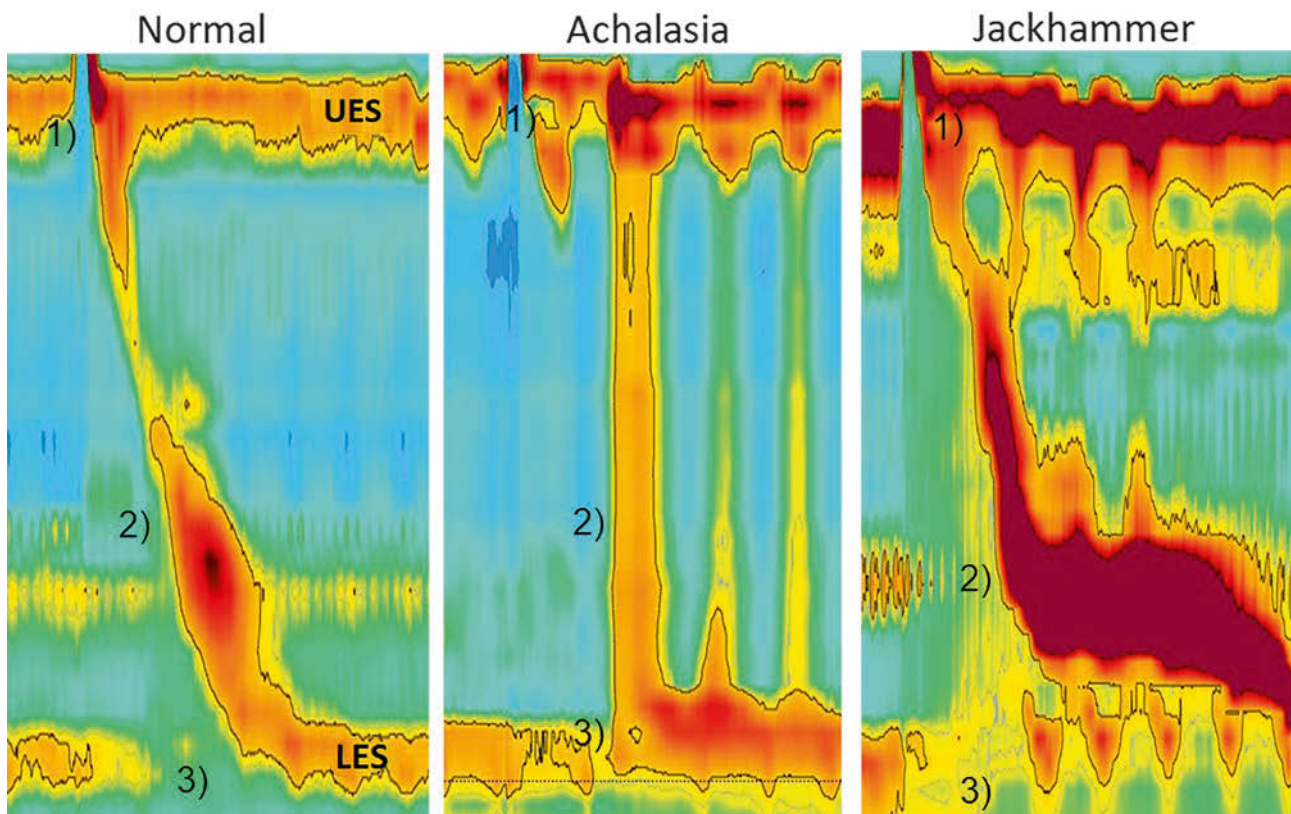 Normal
Achalasia
Jackhammer
UES
1)
2)
3)
LES
1)
2)
3)
1)
2)
3)